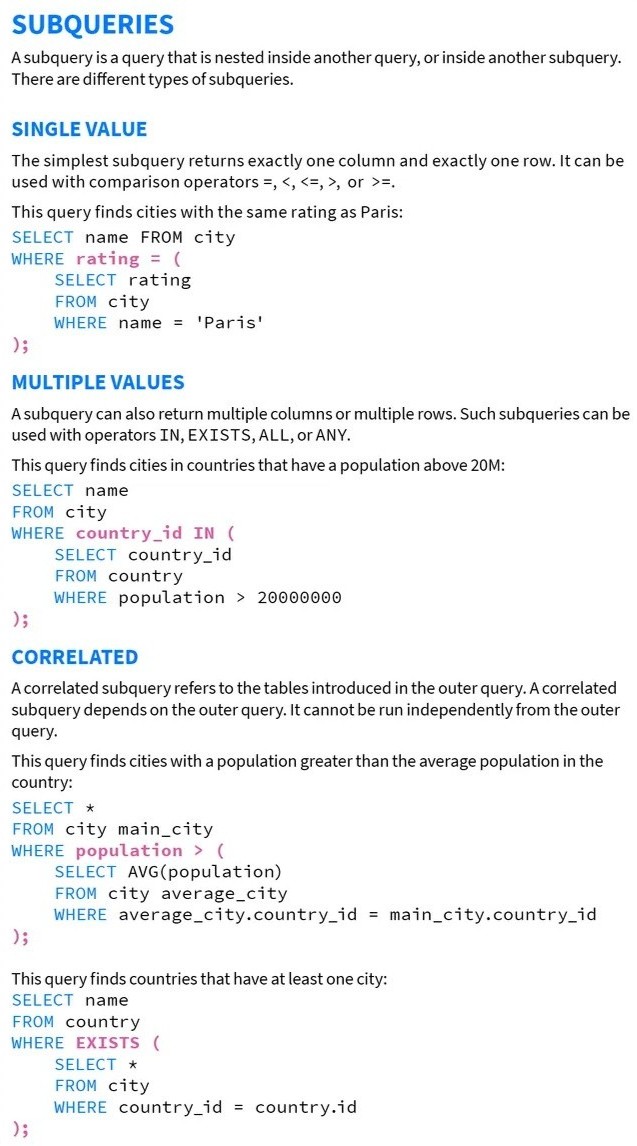 SUBQUERIES
A subquery is a query that is nested inside another query, or inside another subquery.
There are different types of subqueries.
SINGLE VALUE
The simplest subquery returns exactly one column and exactly one row. It can be
used with comparison operators =, <, <=, >, or >=.
This query finds cities with the same rating as Paris:
SELECT name FROM city
WHERE rating = (
    SELECT rating
    FROM city
    WHERE name = 'Paris'
);
MULTIPLE VALUES
A subquery can also return multiple columns or multiple rows. Such subqueries can be
used with operators IN, EXISTS, ALL, or ANY.
This query finds cities in countries that have a population above 20M:
SELECT name
FROM city
WHERE country_id IN (
    SELECT country_id
    FROM country
    WHERE population > 20000000
);
CORRELATED
A correlated subquery refers to the tables introduced in the outer query. A correlated
subquery depends on the outer query. It cannot be run independently from the outer
query.
This query finds cities with a population greater than the average population in the
country:
SELECT *
FROM city main_city
WHERE population > (
    SELECT AVG(population)
    FROM city average_city
    WHERE average_city.country_id = main_city.country_id
);
This query finds countries that have at least one city:
SELECT name
FROM country
WHERE EXISTS (
    SELECT *
    FROM city
    WHERE country_id = country.id
);